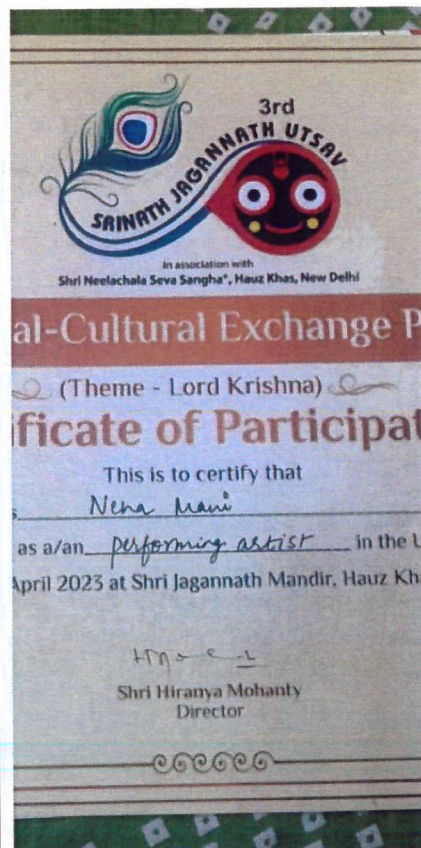 3rd
SRINATH JAGANNATH UTSAV
In association with
Shri Neelachala Seva Sangha*, Hauz Khas, New Delhi
al-Cultural Exchange P
(Theme - Lord Krishna)
ificate of Participat
This is to certify that
s Neha Mani
as a/an performing artist in the U
April 2023 at Shri Jagannath Mandir, Hauz Kh
Shri Hiranya Mohanty
Director